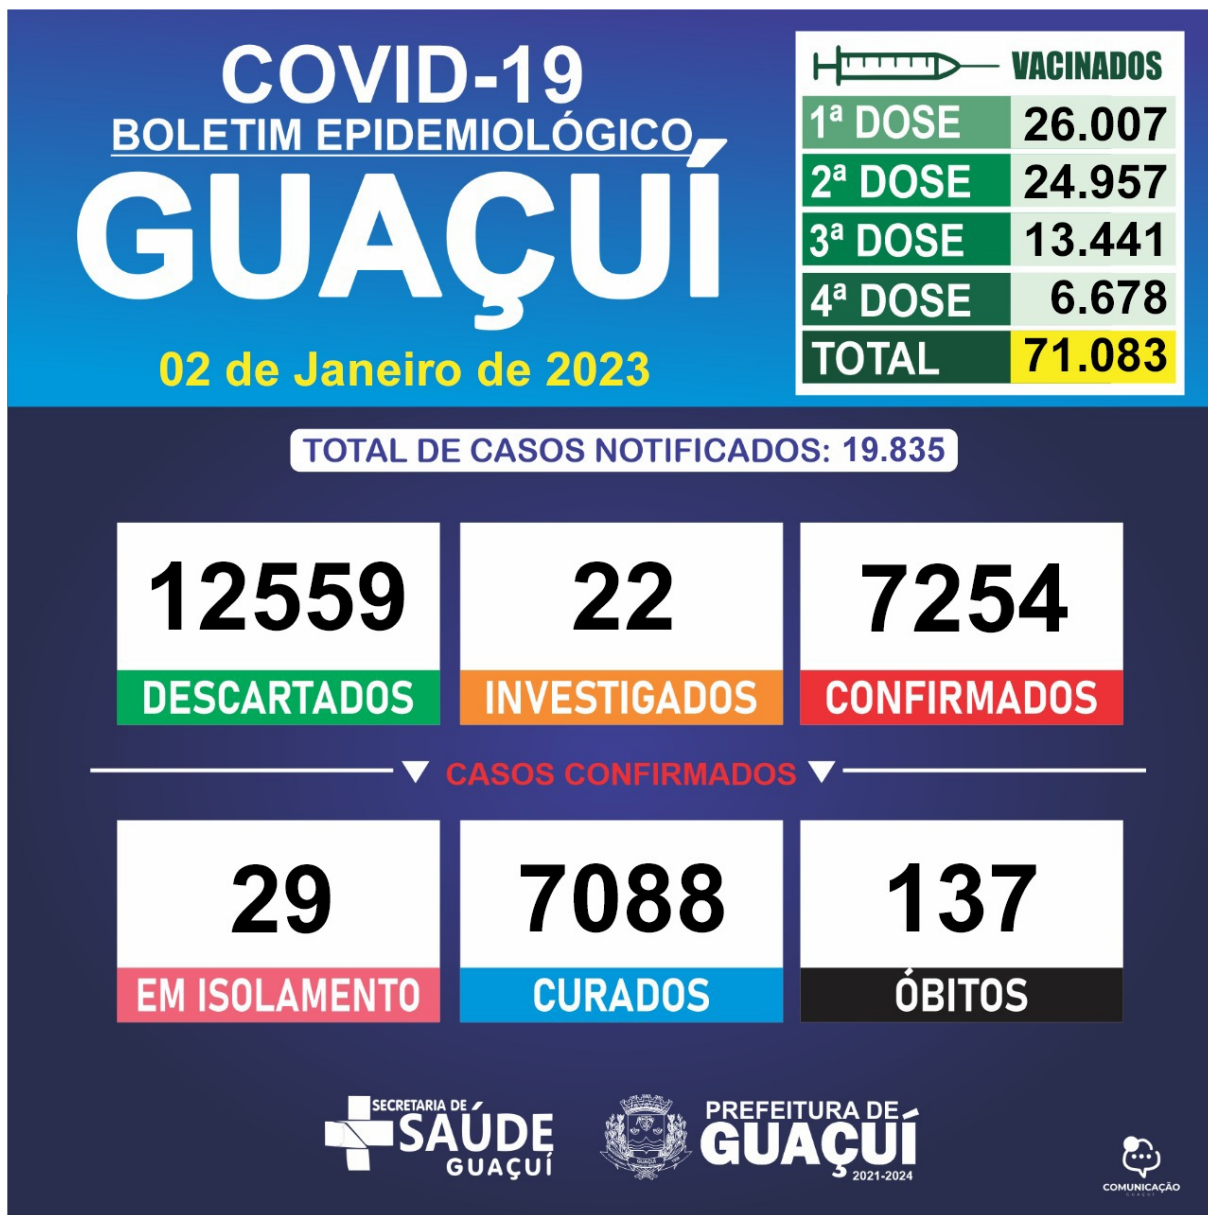 COVID-19
BOLETIM EPIDEMIOLÓGICO
GUAÇUÍ
02 de Janeiro de 2023
VACINADOS
1ª DOSE 26.007
2ª DOSE 24.957
3ª DOSE 13.441
4ª DOSE 6.678
TOTAL 71.083
TOTAL DE CASOS NOTIFICADOS: 19.835
12559 22 7254
DESCARTADOS INVESTIGADOS CONFIRMADOS
CASOS CONFIRMADOS
29 7088 137
EM ISOLAMENTO CURADOS ÓBITOS
SECRETARIA DE
SAÚDE
GUAÇUÍ
PREFEITURA DE
GUAÇUÍ
2021-2024
COMUNICAÇÃO
GUAÇUÍ